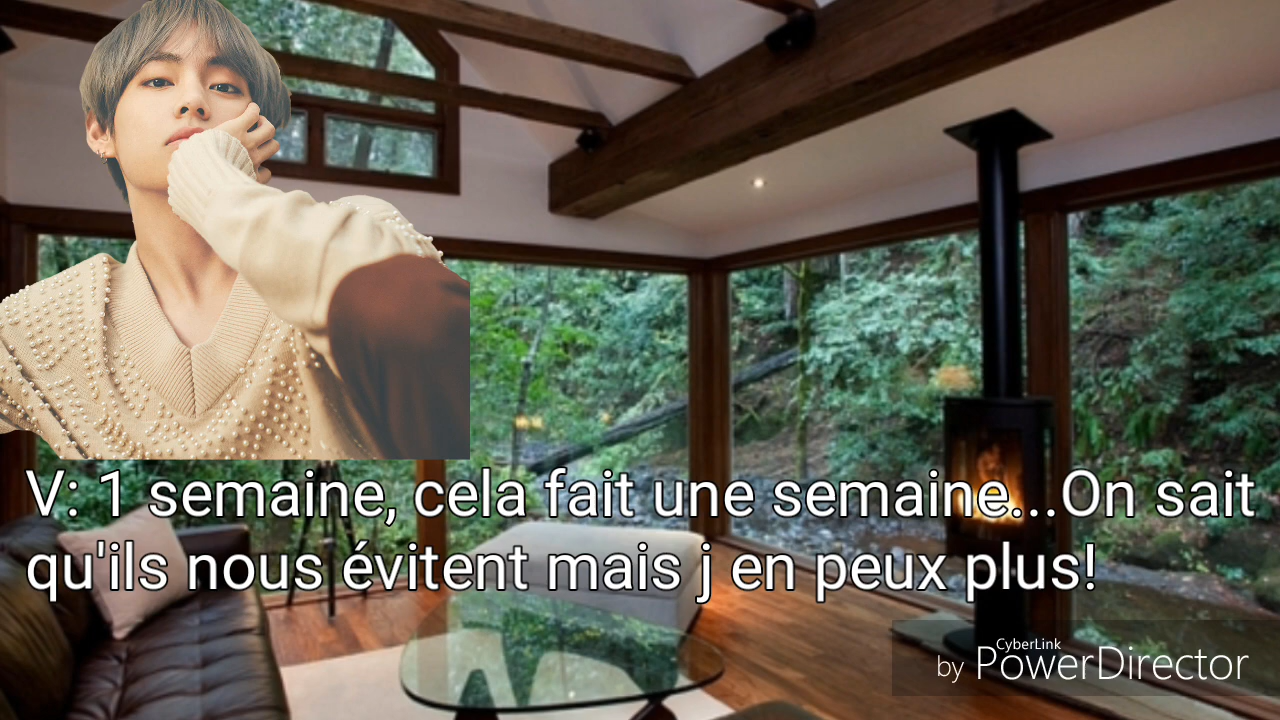 V: 1 semaine, cela fait une semaine...On sait
qu'ils nous évitent mais j en peux plus!
CyberLink
by PowerDirector